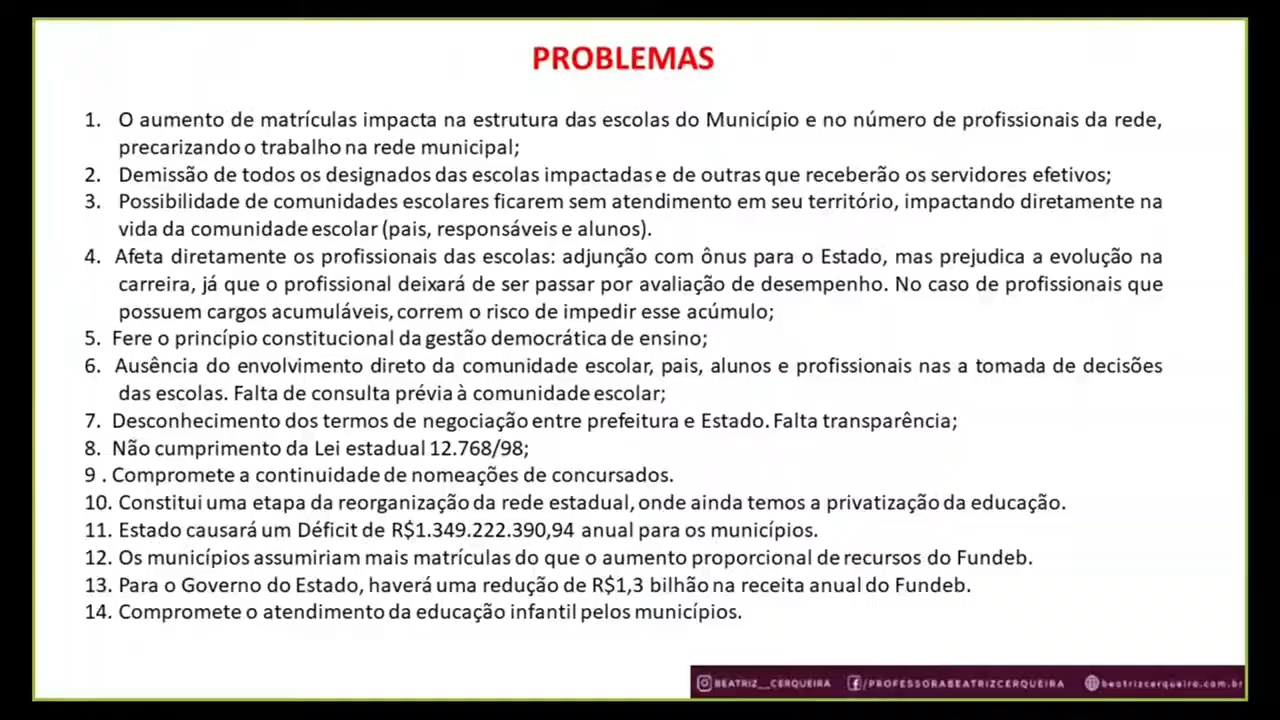 PROBLEMAS
1. O aumento de matrículas impacta na estrutura das escolas do Município e no número de profissionais da rede,
precarizando o trabalho na rede municipal;
2. Demissão de todos os designados das escolas impactadas e de outras que receberão os servidores efetivos;
3. Possibilidade de comunidades escolares ficarem sem atendimento em seu território, impactando diretamente na
vida da comunidade escolar (pais, responsáveis e alunos).
4. Afeta diretamente os profissionais das escolas: adjunção com ônus para o Estado, mas prejudica a evolução na
carreira, já que o profissional deixará de ser passar por avaliação de desempenho. No caso de profissionais que
possuem cargos acumuláveis, correm o risco de impedir esse acúmulo;
5. Fere o princípio constitucional da gestão democrática de ensino;
6. Ausência do envolvimento direto da comunidade escolar, pais, alunos e profissionais nas a tomada de decisões
das escolas. Falta de consulta prévia à comunidade escolar;
7. Desconhecimento dos termos de negociação entre prefeitura e Estado. Falta transparência;
8. Não cumprimento da Lei estadual 12.768/98;
9 . Compromete a continuidade de nomeações de concursados.
10. Constitui uma etapa da reorganização da rede estadual, onde ainda temos a privatização da educação.
11. Estado causará um Déficit de R$1.349.222.390,94 anual para os municípios.
12. Os municípios assumiriam mais matrículas do que o aumento proporcional de recursos do Fundeb.
13. Para o Governo do Estado, haverá uma redução de R$1,3 bilhão na receita anual do Fundeb.
14. Compromete o atendimento da educação infantil pelos municípios.
BEATRIZ__CERQUEIRA /PROFESSORABEATRIZCERQUEIRA beatrizcerqueira.com.br